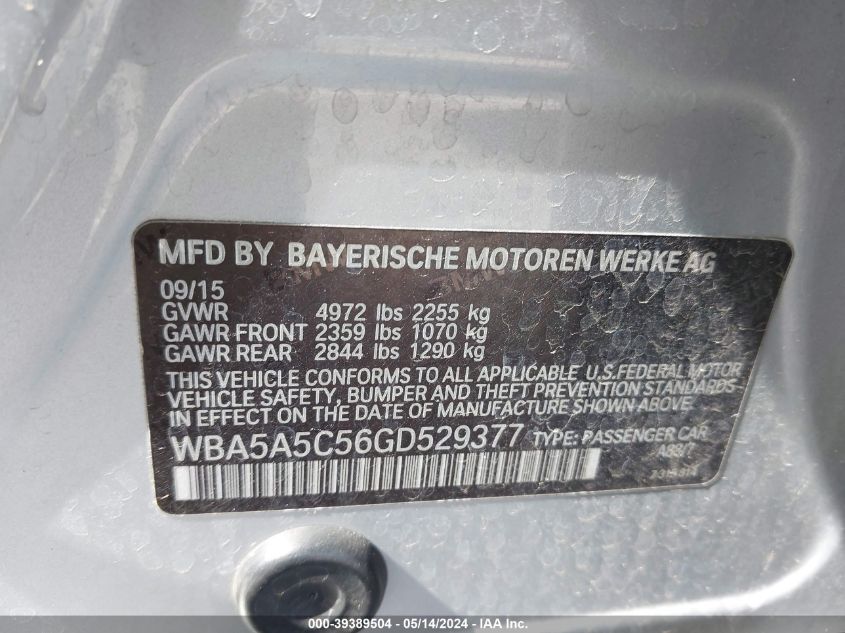 MFD BY BAYERISCHE MOTOREN WERKE AG
09/15
GVWR 4972 lbs 2255 kg
GAWR FRONT 2359 lbs 1070 kg
GAWR REAR 2844 lbs 1290 kg
THIS VEHICLE CONFORMS TO ALL APPLICABLE U.S. FEDERAL MOTOR
VEHICLE SAFETY, BUMPER AND THEFT PREVENTION STANDARDS
IN EFFECT ON THE DATE OF MANUFACTURE SHOWN ABOVE.
WBA5A5C56GD529377 TYPE: PASSENGER CAR
000-39389504 / 05/14/2024 - WWW.IAAI.COM